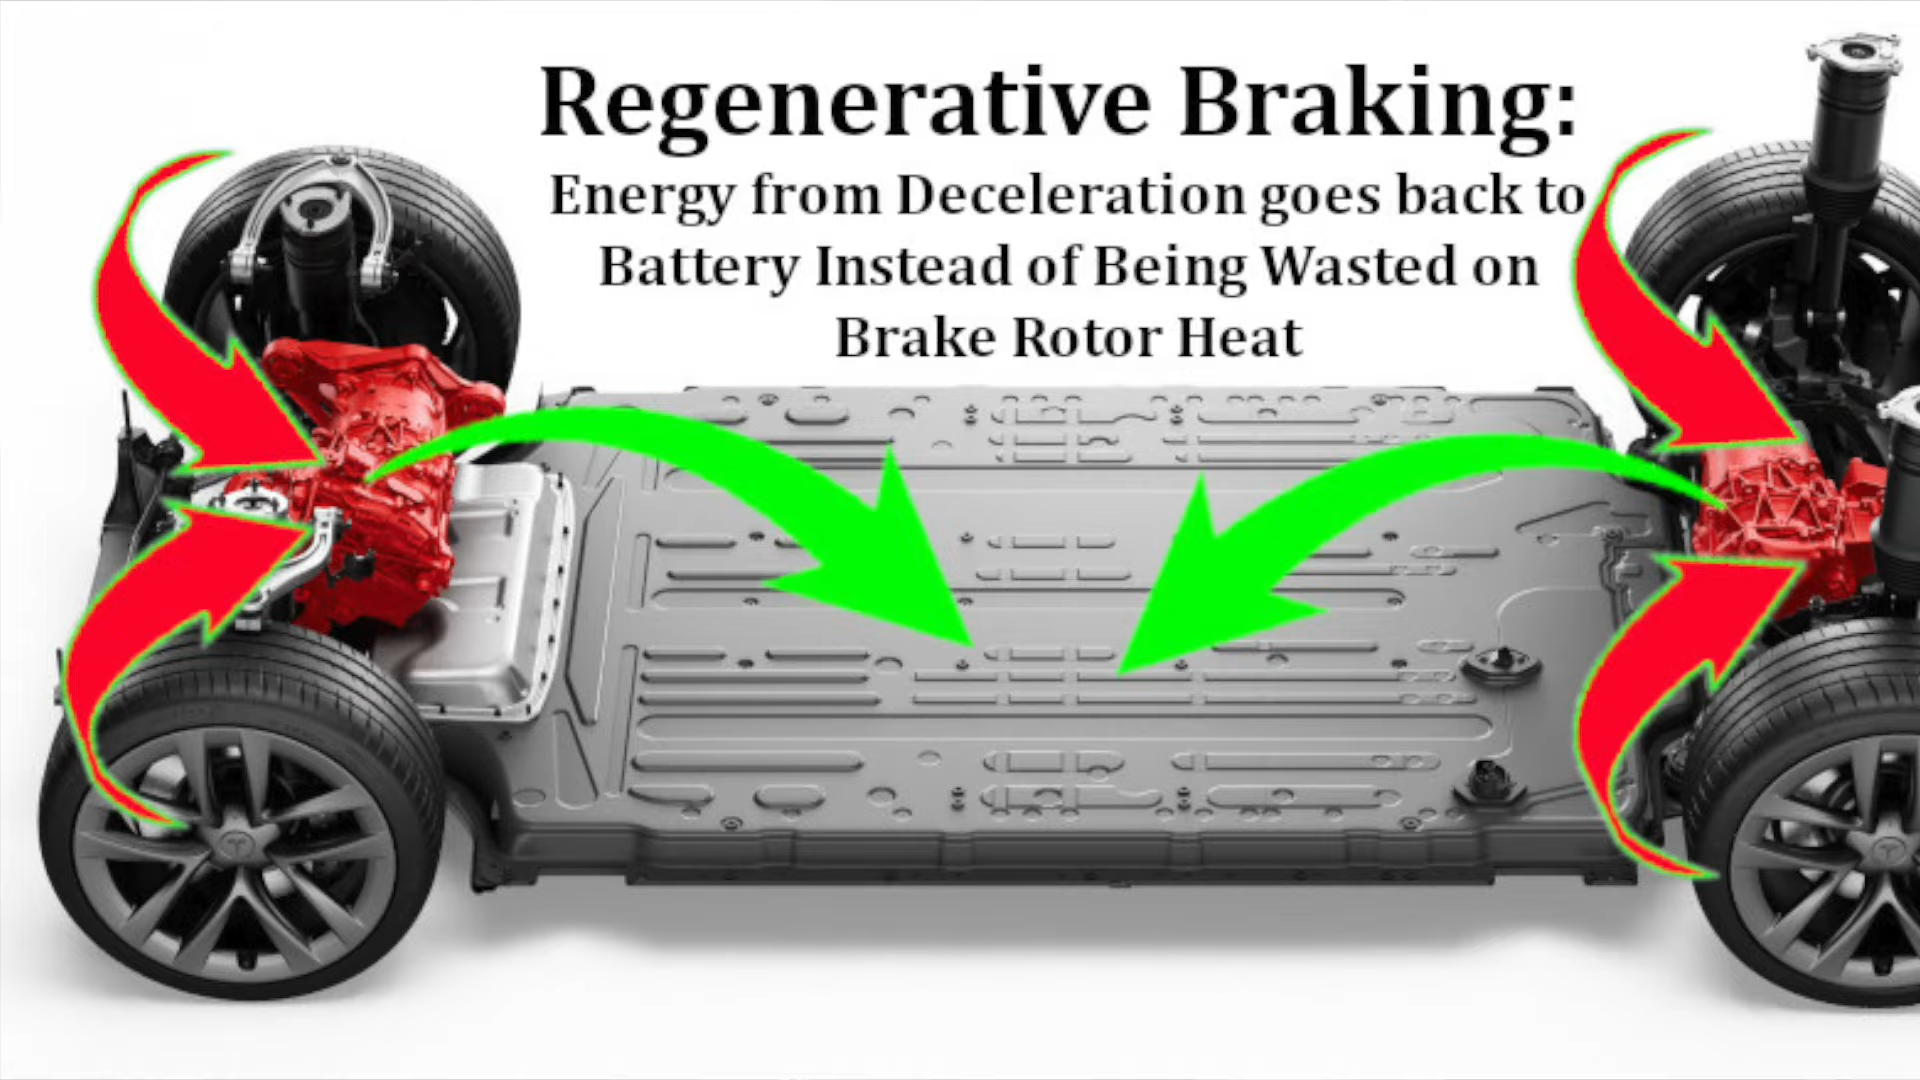 Regenerative Braking:
Energy from Deceleration goes back to
Battery Instead of Being Wasted on
Brake Rotor Heat